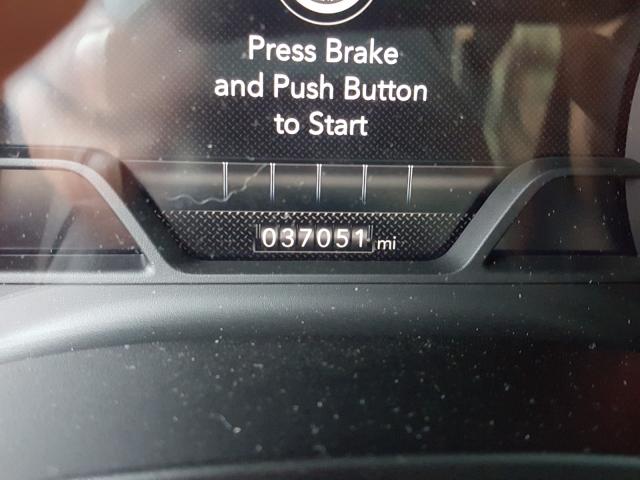 Press Brake
and Push Button
to Start
037051 mi